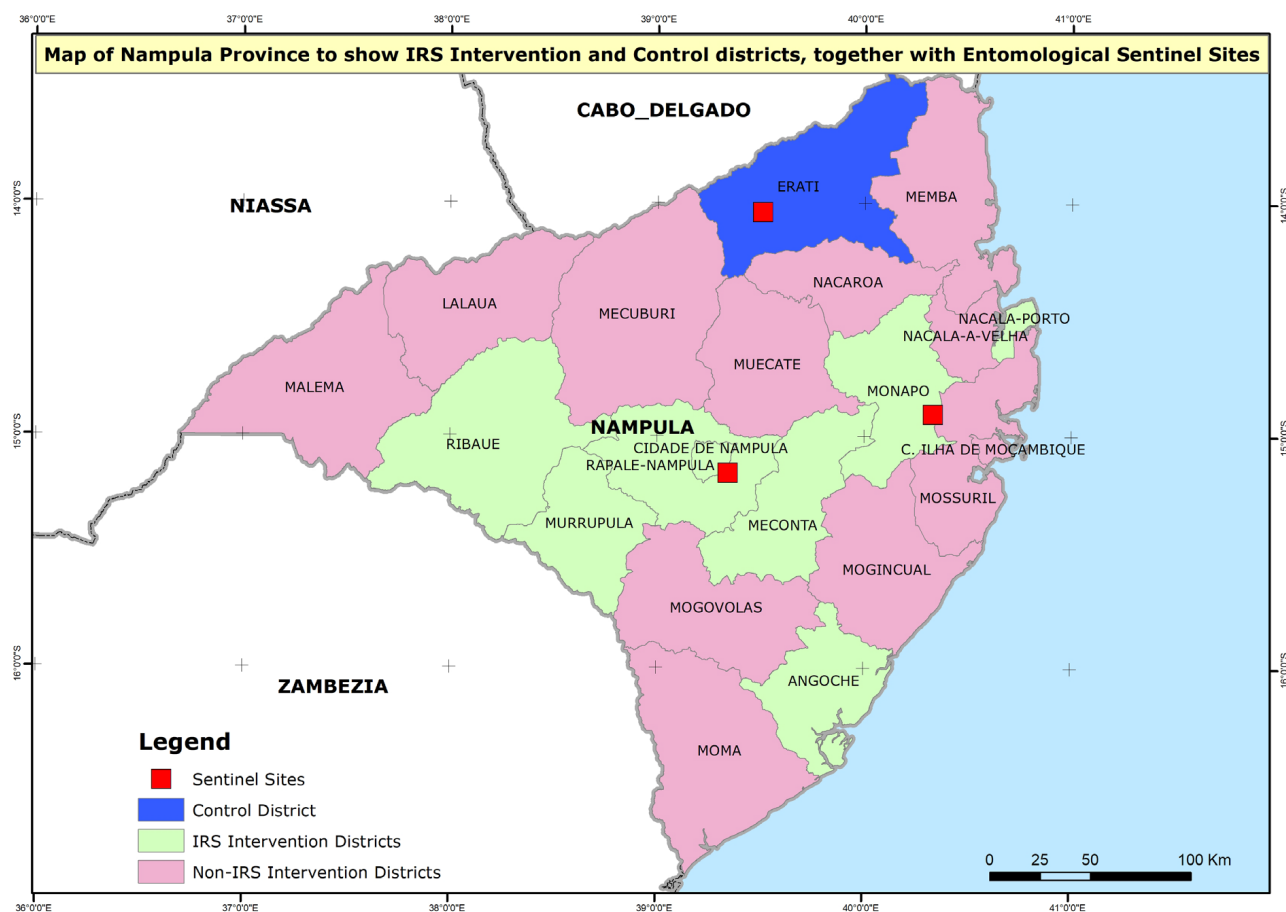 36°0'0"E 37°0'0"E 38°0'0"E 39°0'0"E 40°0'0"E 41°0'0"E
Map of Nampula Province to show IRS Intervention and Control districts, together with Entomological Sentinel Sites
CABO_DELGADO
ERATI
MEMBA
14°0'0"S
14°0'0"S
NIASSA
NACAROA
LALAUA
MECUBURI
NACALA-PORTO
NACALA-A-VELHA
MUECATE
MALEMA
MONAPO
NAMPULA
15°0'0"S
15°0'0"S
RIBAUE
CIDADE DE NAMPULA
C. ILHA DE MOÇAMBIQUE
RAPALE-NAMPULA
MOSSURIL
MURRUPULA
MECONTA
MOGINCUAL
MOGOVOLAS
16°0'0"S
16°0'0"S
ZAMBEZIA
ANGOCHE
MOMA
Legend
Sentinel Sites
Control District
IRS Intervention Districts
Non-IRS Intervention Districts
0 25 50 100 Km
36°0'0"E 37°0'0"E 38°0'0"E 39°0'0"E 40°0'0"E 41°0'0"E